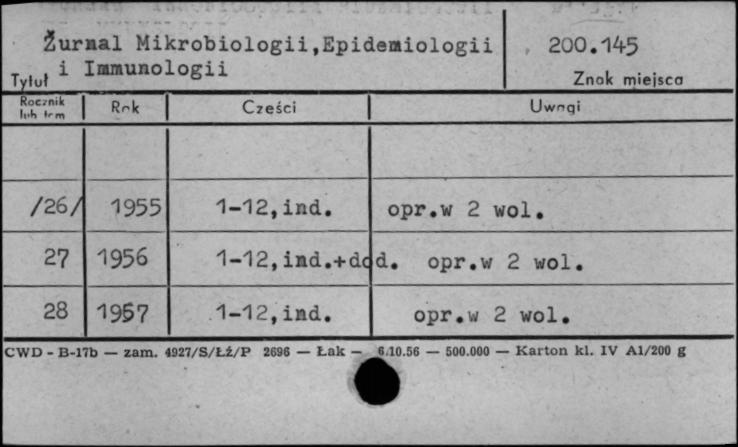 Żurnal Mikrobiologii,Epidemiologii 200.145
Tytuł i Immunologii Znak miejsca
Rocznik lub tom Rok Części Uwagi
/26/ 1955 1-12,ind. opr.w 2 wol.
27 1956 1-12,ind.+dod. opr.w 2 wol.
28 1957 1-12,ind. opr.w 2 wol.
CWD - B-17b — zam. 4927/S/ŁŹ/P 2696 — Łak — 6.10.56 — 500.000 — Karton kl. IV A1/200 g